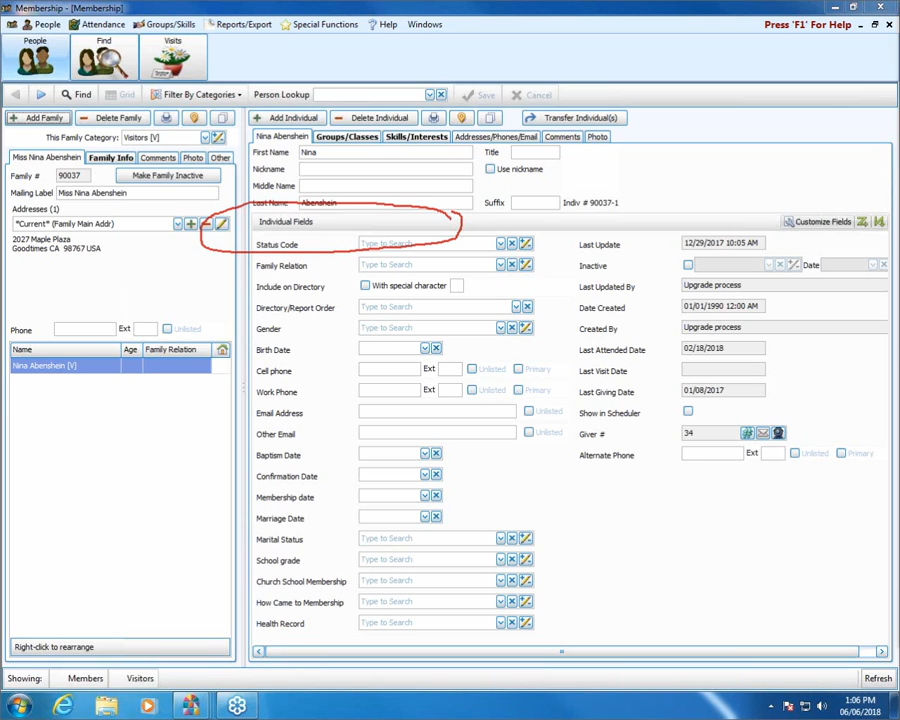 Membership - [Membership]
People Attendance Groups/Skills Reports/Export Special Functions Help Windows Press 'F1' For Help
People Find Visits
Find Grid Filter By Categories Person Lookup Save Cancel
Add Family Delete Family Add Individual Delete Individual Transfer Individual(s)
This Family Category: Visitors [V]
Nina Abenshein Groups/Classes Skills/Interests Addresses/Phones/Email Comments Photo
Miss Nina Abenshein Family Info Comments Photo Other
First Name Nina Title
Family # 90037 Make Family Inactive
Nickname Use nickname
Mailing Label Miss Nina Abenshein
Middle Name
Last Name Abenshein Suffix Indiv # 90037-1
Addresses (1)
*Current* (Family Main Addr)
2027 Maple Plaza
Goodtimes CA 98767 USA
Individual Fields Customize Fields
Status Code Type to Search Last Update 12/29/2017 10:05 AM
Family Relation Type to Search Inactive Date
Include on Directory With special character Last Updated By Upgrade process
Directory/Report Order Type to Search Date Created 01/01/1990 12:00 AM
Gender Type to Search Created By Upgrade process
Phone Ext Unlisted
Birth Date Last Attended Date 02/18/2018
Name Age Family Relation
Nina Abenshein [V]
Cell phone Ext Unlisted Primary Last Visit Date
Work Phone Ext Unlisted Primary Last Giving Date 01/08/2017
Email Address Unlisted Show in Scheduler
Other Email Unlisted Giver # 34
Baptism Date Alternate Phone Ext Unlisted Primary
Confirmation Date
Membership date
Marriage Date
Marital Status Type to Search
School grade Type to Search
Church School Membership Type to Search
How Came to Membership Type to Search
Health Record Type to Search
Right-click to rearrange
Showing: Members Visitors Refresh
1:06 PM
06/06/2018